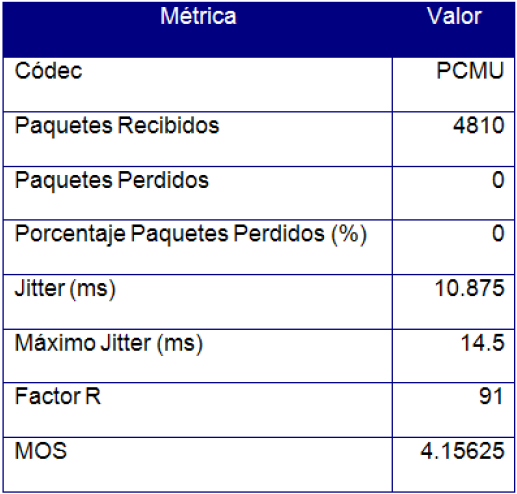 Métrica Valor
Códec PCMU
Paquetes Recibidos 4810
Paquetes Perdidos 0
Porcentaje Paquetes Perdidos (%) 0
Jitter (ms) 10.875
Máximo Jitter (ms) 14.5
Factor R 91
MOS 4.15625